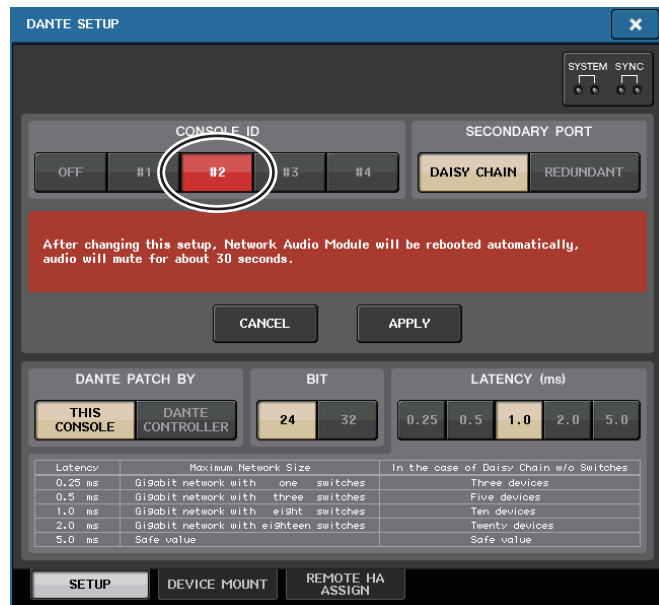 DANTE SETUP
SYSTEM SYNC
CONSOLE ID
SECONDARY PORT
OFF #1 #2 #3 #4 DAISY CHAIN REDUNDANT
After changing this setup, Network Audio Module will be rebooted automatically,
audio will mute for about 30 seconds.
CANCEL APPLY
DANTE PATCH BY
BIT
LATENCY (ms)
THIS
CONSOLE
DANTE
CONTROLLER
24 32 0.25 0.5 1.0 2.0 5.0
Latency Maximum Network Size In the case of Daisy Chain w/o Switches
0.25 ms Gigabit network with one switches Three devices
0.5 ms Gigabit network with three switches Five devices
1.0 ms Gigabit network with eight switches Ten devices
2.0 ms Gigabit network with eighteen switches Twenty devices
5.0 ms Safe value Safe value
SETUP DEVICE MOUNT
REMOTE HA
ASSIGN